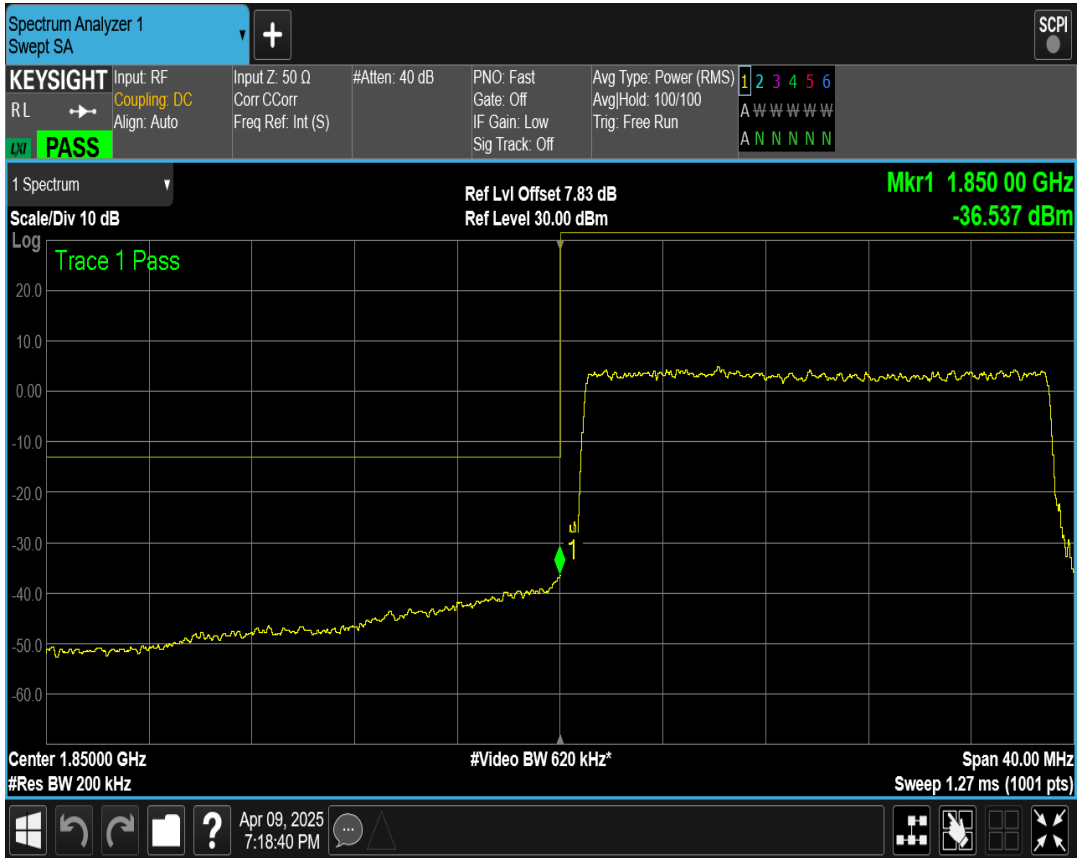 Spectrum Analyzer 1
Swept SA
+
SCPI
KEYSIGHT
RL
LXI PASS
Input: RF
Coupling: DC
Align: Auto
Input Z: 50 Ω
Corr CCorr
Freq Ref: Int (S)
#Atten: 40 dB
PNO: Fast
Gate: Off
IF Gain: Low
Sig Track: Off
Avg Type: Power (RMS)
Avg|Hold: 100/100
Trig: Free Run
1 2 3 4 5 6
A W W W W W
A N N N N N
1 Spectrum
Ref Lvl Offset 7.83 dB
Mkr1 1.850 00 GHz
Scale/Div 10 dB
Ref Level 30.00 dBm
-36.537 dBm
Log
Trace 1 Pass
20.0
10.0
0.00
-10.0
-20.0
-30.0
1
-40.0
-50.0
-60.0
Center 1.85000 GHz
#Video BW 620 kHz*
Span 40.00 MHz
#Res BW 200 kHz
Sweep 1.27 ms (1001 pts)
?
Apr 09, 2025
7:18:40 PM